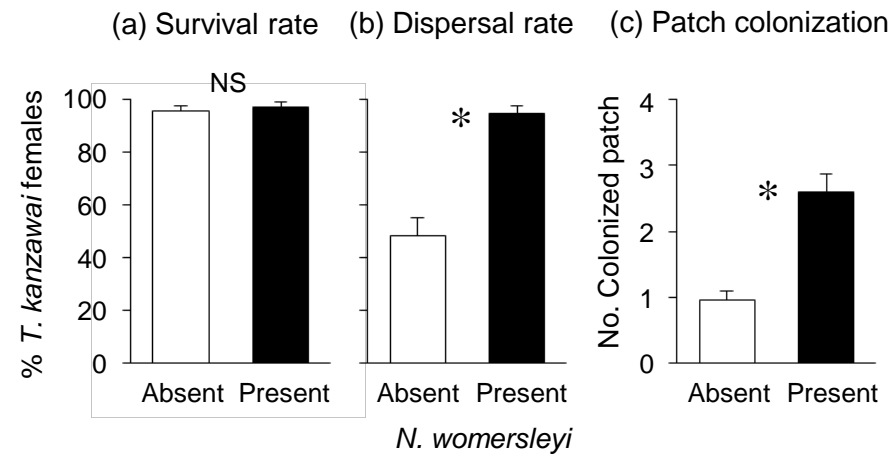 (a) Survival rate (b) Dispersal rate (c) Patch colonization
% T. kanzawai females
100
80
60
40
20
0
NS
Absent Present
*
Absent Present
No. Colonized patch
4
3
2
1
0
*
Absent Present
N. womersleyi